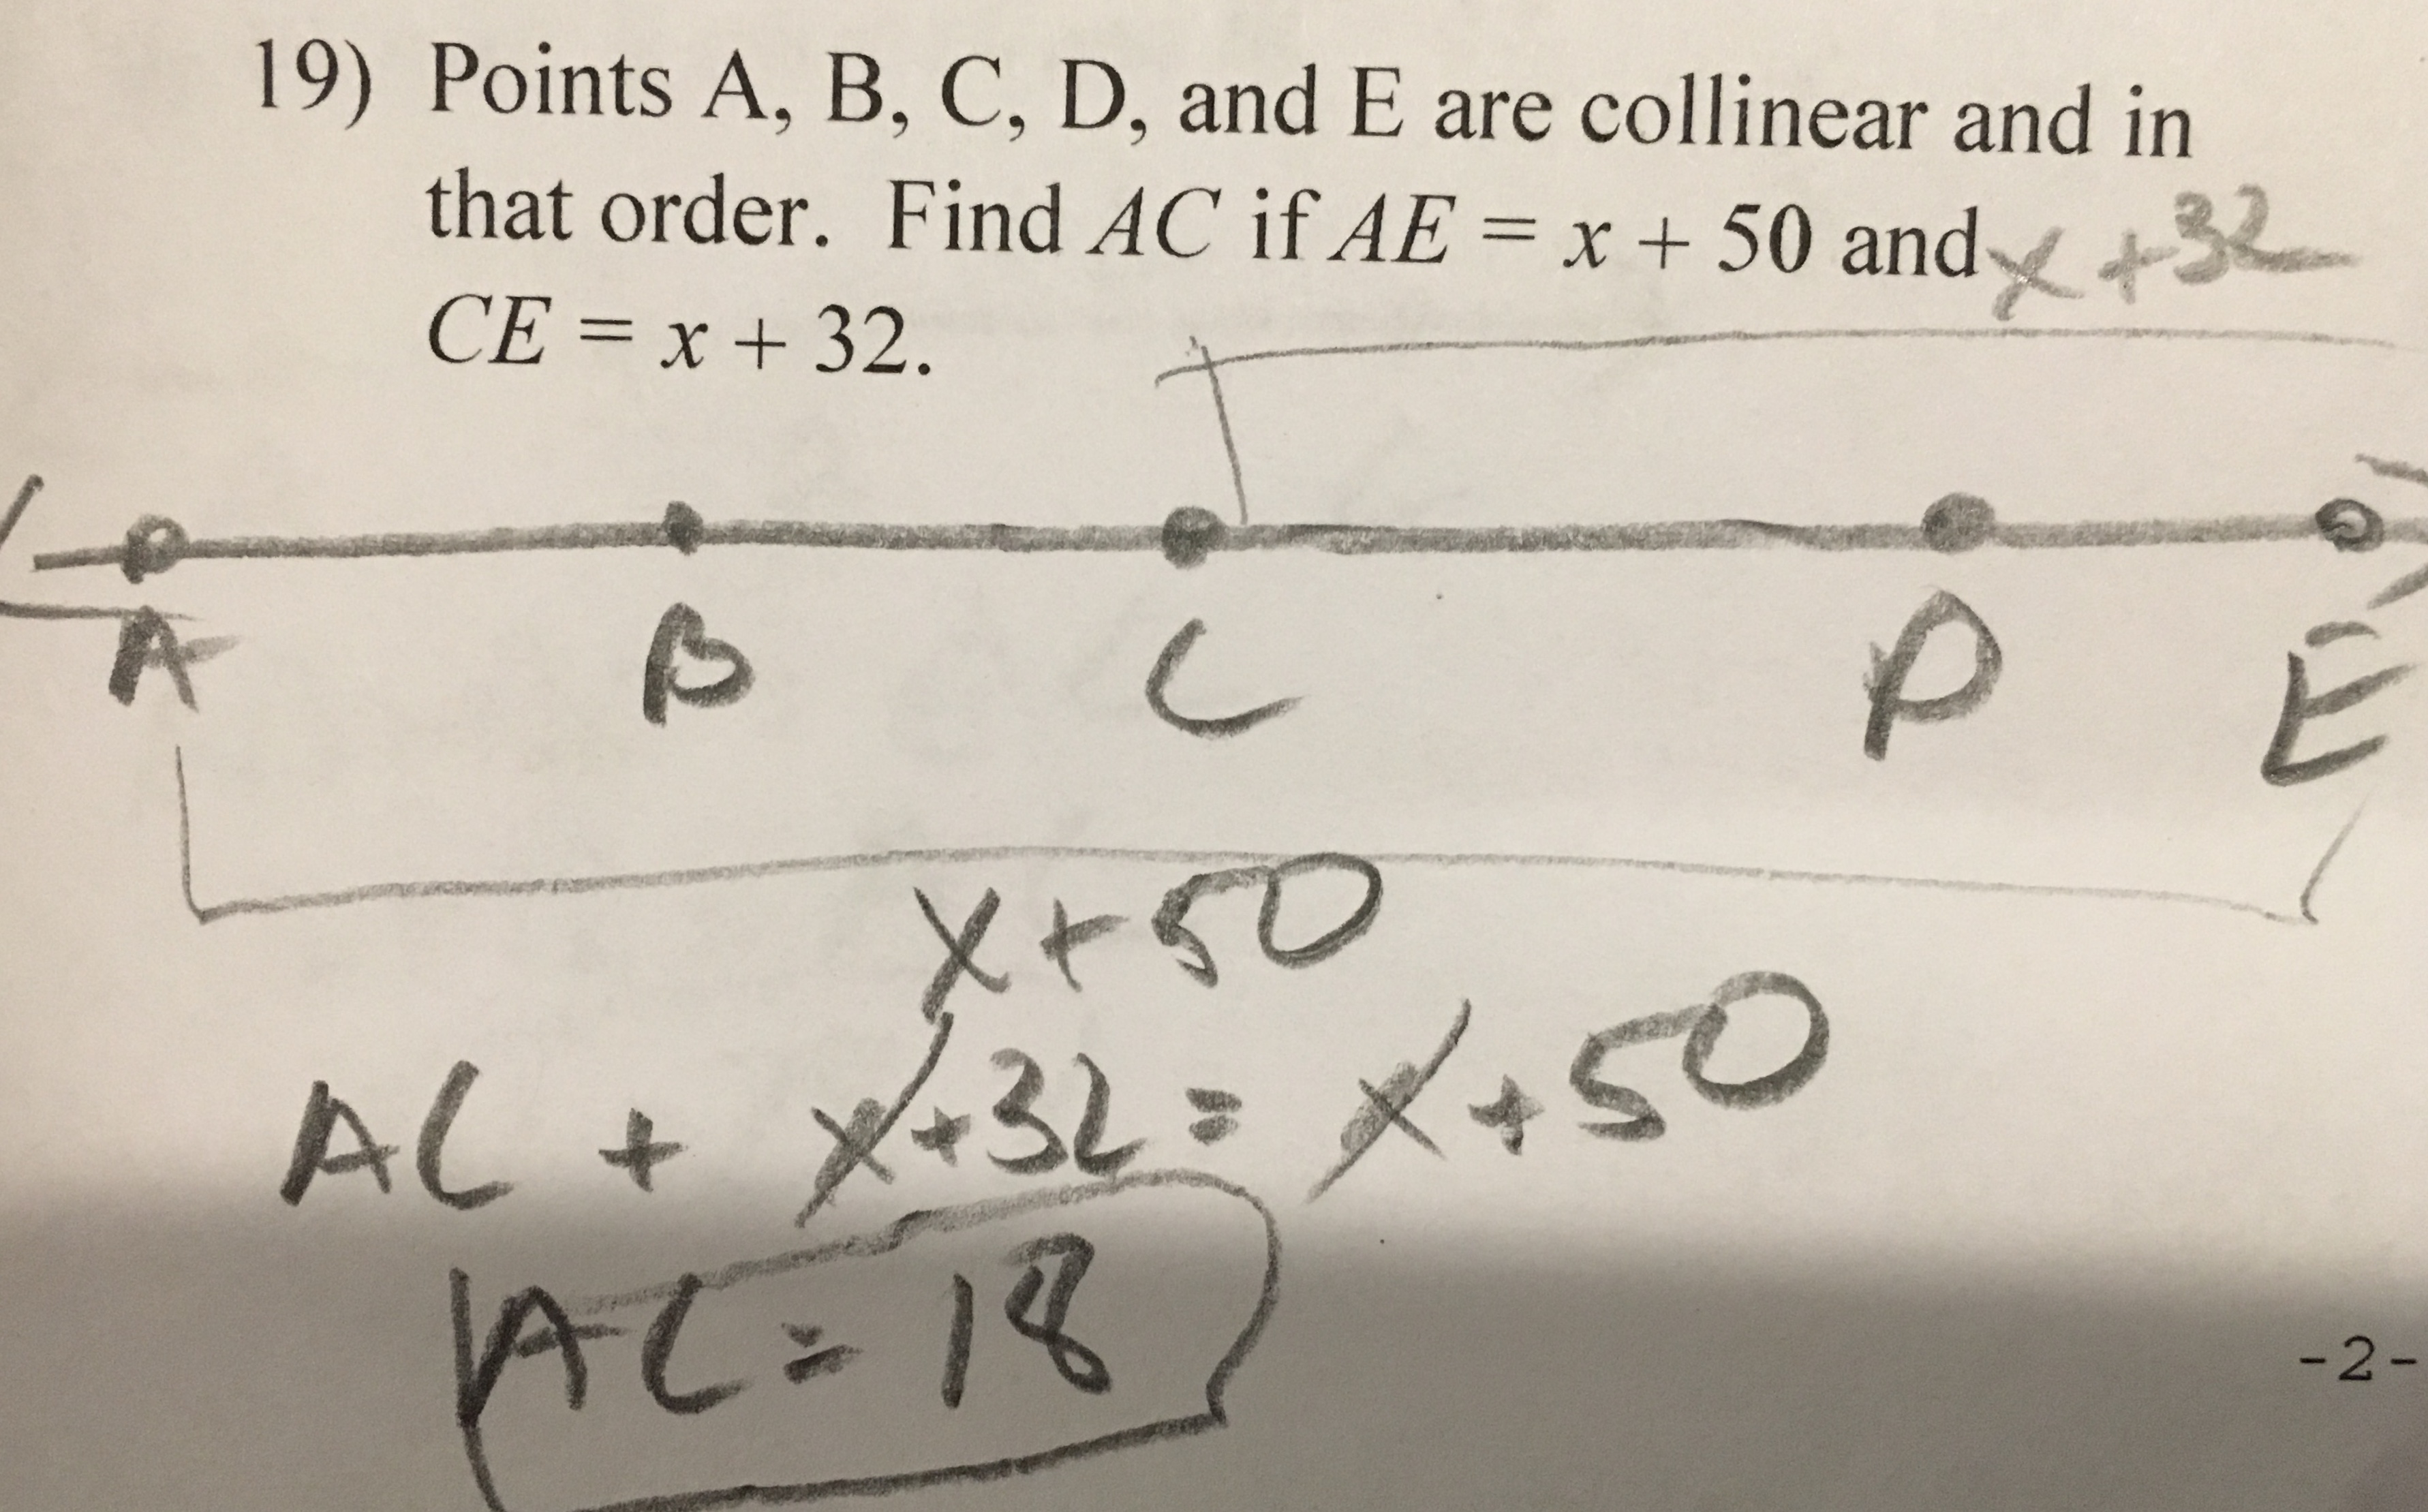 19) Points A, B, C, D, and E are collinear and in
that order. Find AC if AE = x + 50 and
x + 32
CE = x + 32.
A B C D E
x + 50
AC + x + 32 = x + 50
AC = 18
-2-